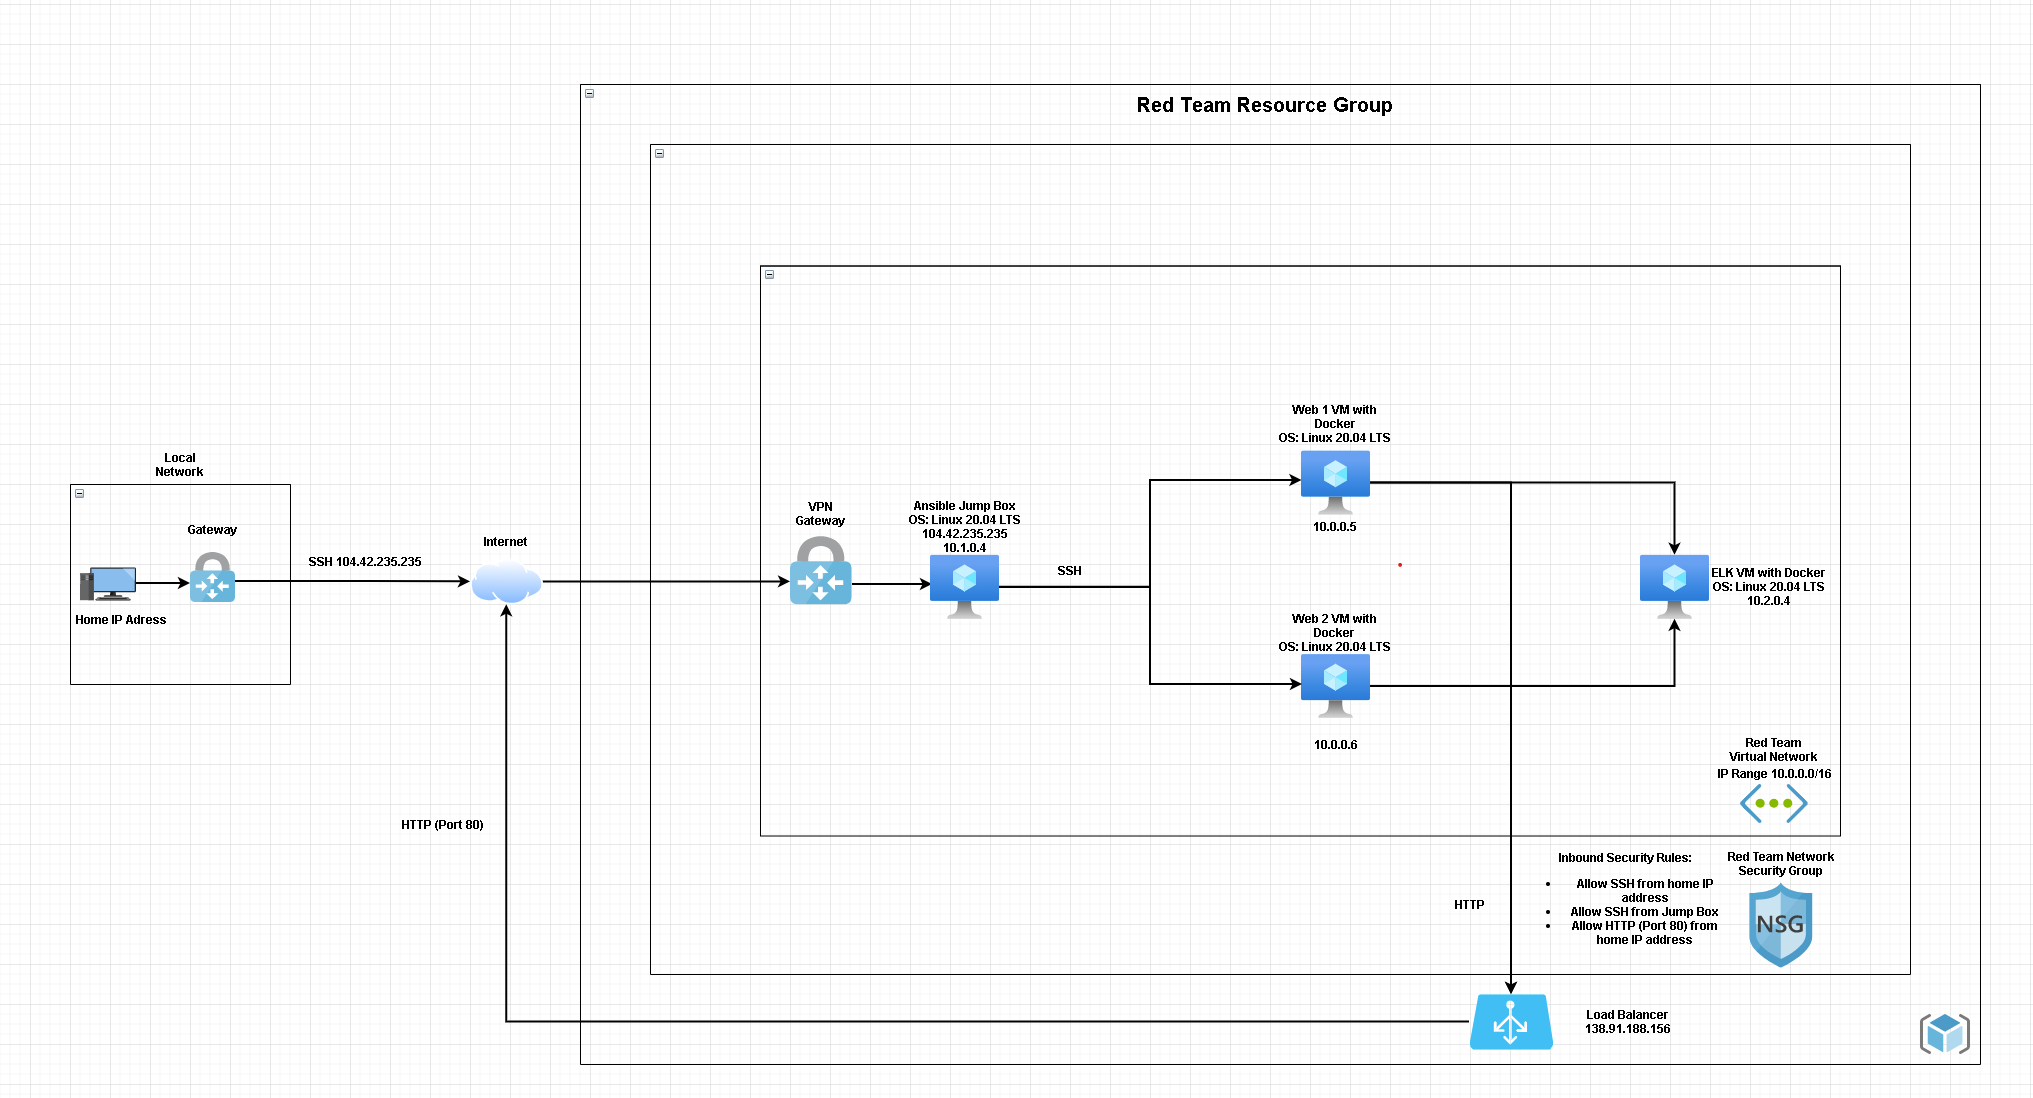 Red Team Resource Group
Local
Network
Gateway
Home IP Adress
SSH 104.42.235.235
Internet
VPN
Gateway
Ansible Jump Box
OS: Linux 20.04 LTS
104.42.235.235
10.1.0.4
SSH
Web 1 VM with
Docker
OS: Linux 20.04 LTS
10.0.0.5
Web 2 VM with
Docker
OS: Linux 20.04 LTS
10.0.0.6
ELK VM with Docker
OS: Linux 20.04 LTS
10.2.0.4
Red Team
Virtual Network
IP Range 10.0.0.0/16
HTTP (Port 80)
HTTP
Inbound Security Rules:
• Allow SSH from home IP
address
• Allow SSH from Jump Box
• Allow HTTP (Port 80) from
home IP address
Red Team Network
Security Group
NSG
Load Balancer
138.91.188.156